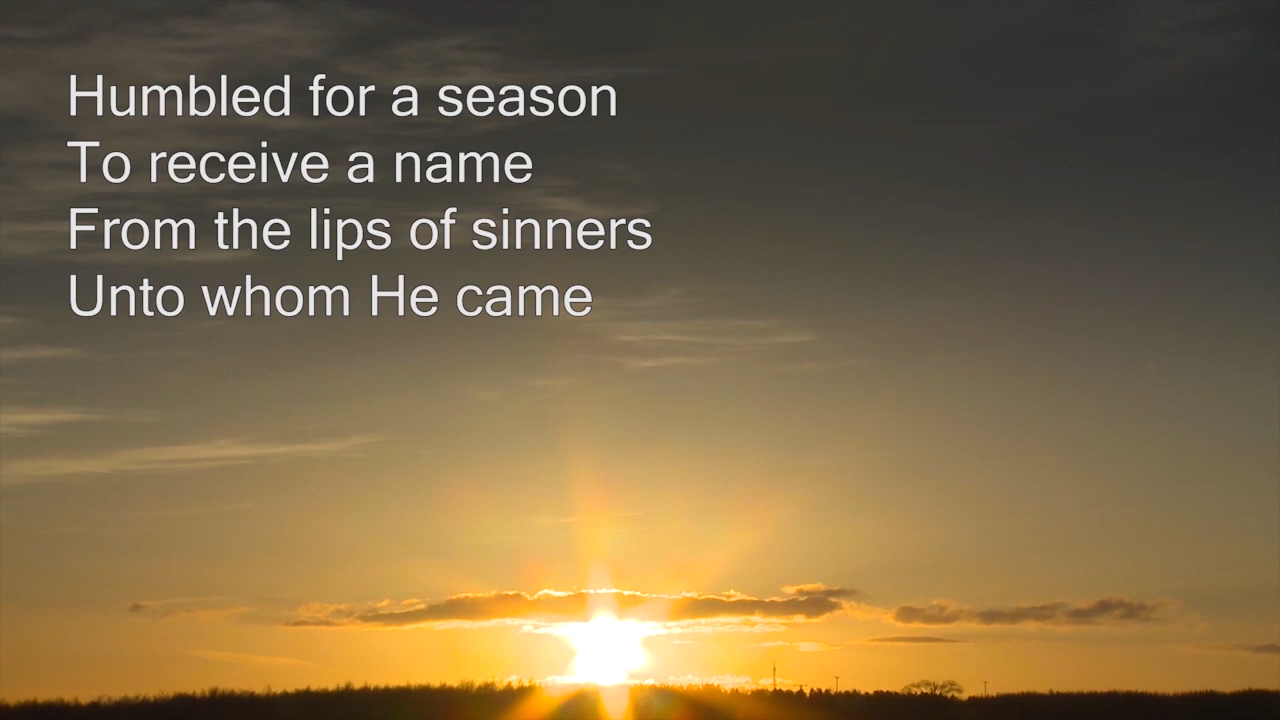 Humbled for a season
To receive a name
From the lips of sinners
Unto whom He came